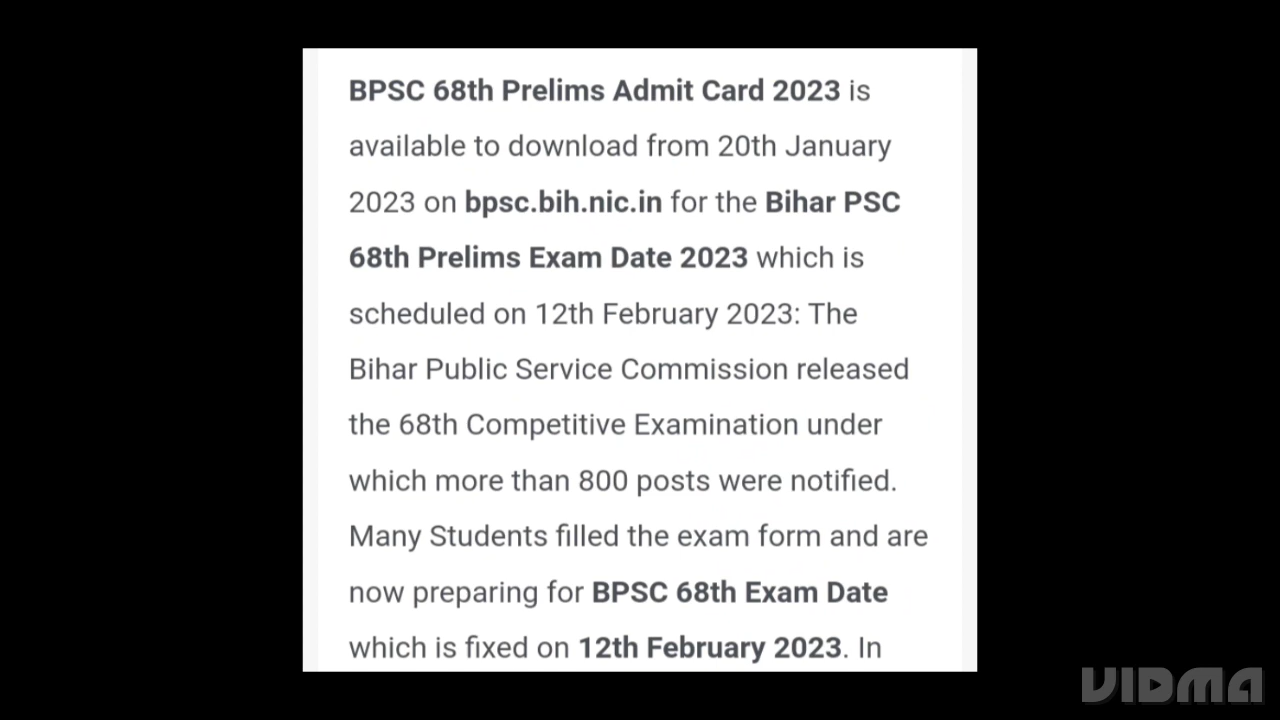 BPSC 68th Prelims Admit Card 2023 is
available to download from 20th January
2023 on bpsc.bih.nic.in for the Bihar PSC
68th Prelims Exam Date 2023 which is
scheduled on 12th February 2023: The
Bihar Public Service Commission released
the 68th Competitive Examination under
which more than 800 posts were notified.
Many Students filled the exam form and are
now preparing for BPSC 68th Exam Date
which is fixed on 12th February 2023. In
VIDMA